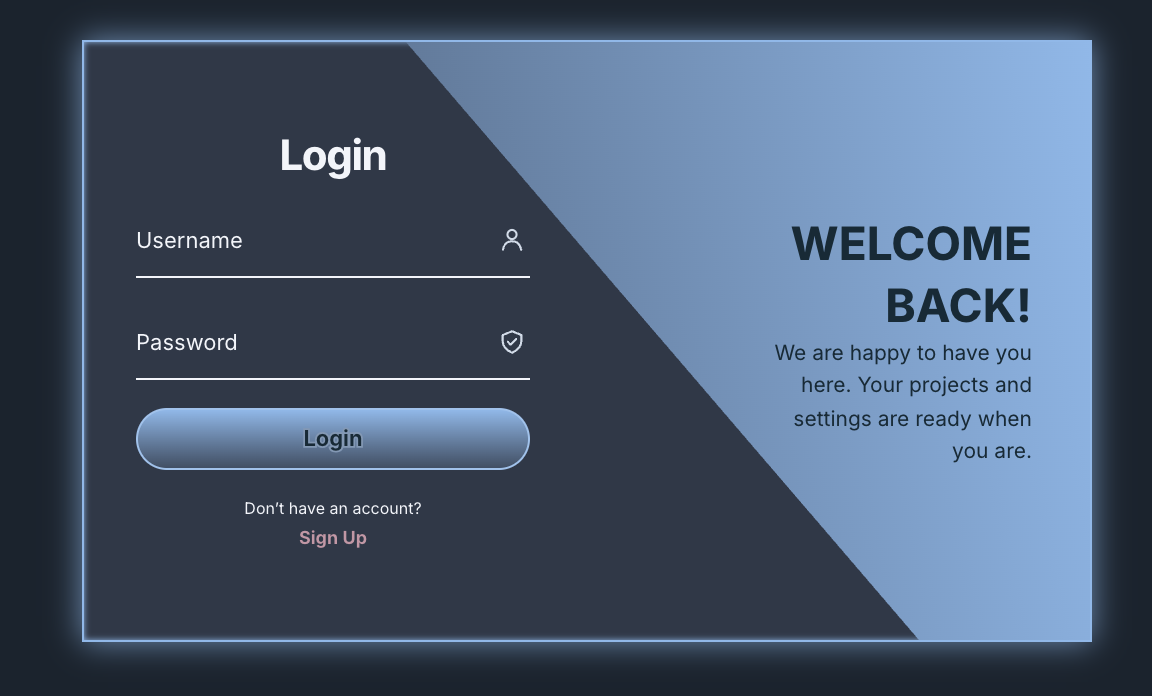 Login
Username
Password
Login
Don’t have an account?
Sign Up
WELCOME
BACK!
We are happy to have you
here. Your projects and
settings are ready when
you are.